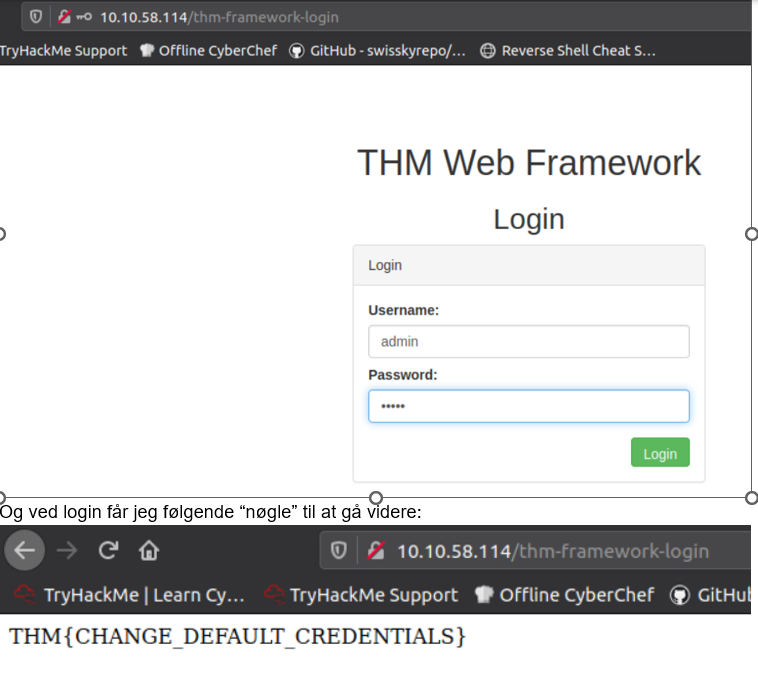 10.10.58.114/thm-framework-login
TryHackMe Support Offline CyberChef GitHub - swisskyrepo/... Reverse Shell Cheat S...
THM Web Framework
Login
Login
Username:
admin
Password:
•••••
Login
Og ved login får jeg følgende “nøgle” til at gå videre:
10.10.58.114/thm-framework-login
TryHackMe | Learn Cy... TryHackMe Support Offline CyberChef GitHub
THM{CHANGE_DEFAULT_CREDENTIALS}